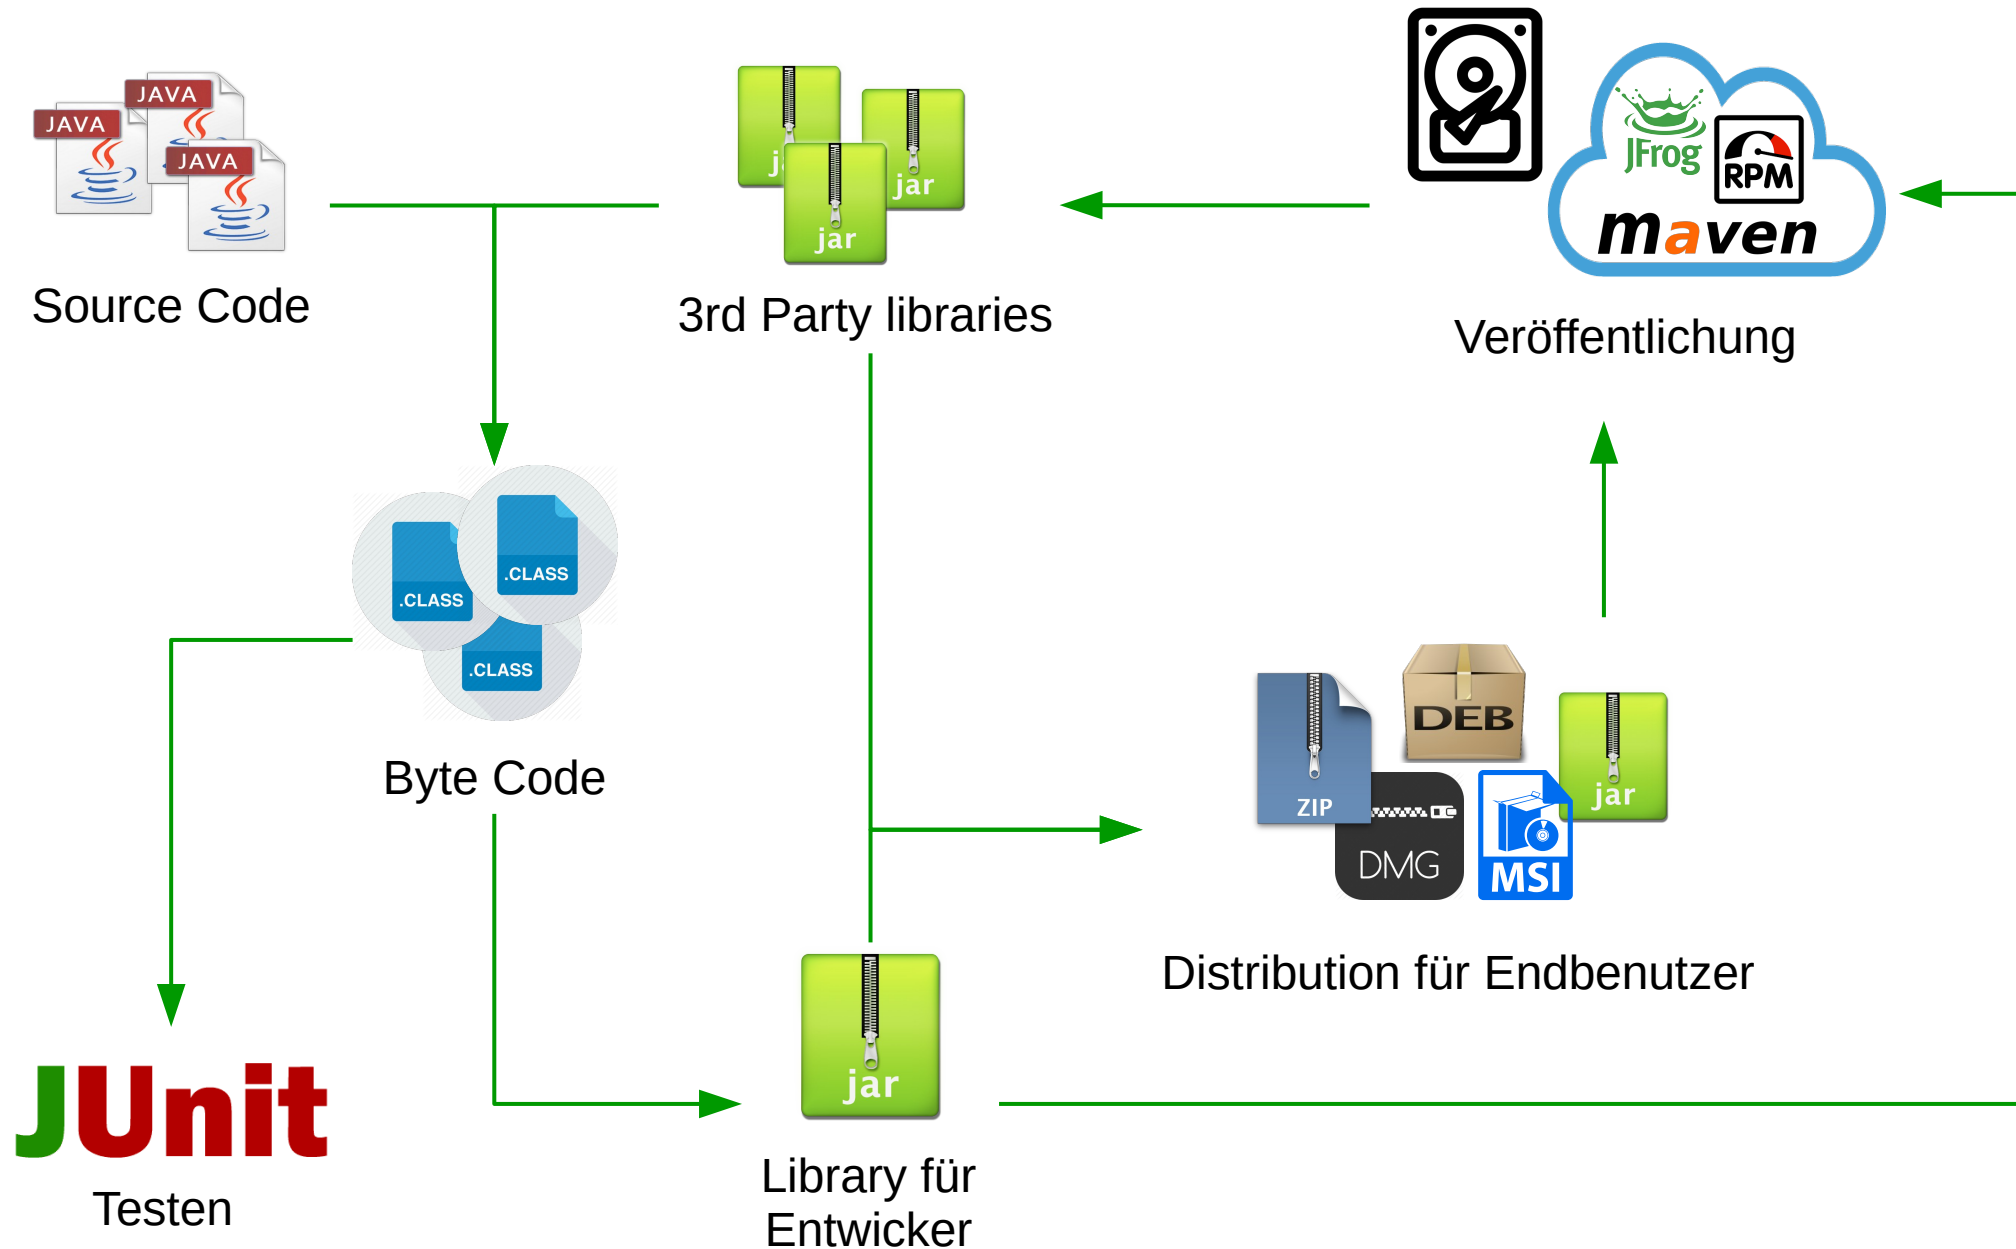 JAVA
JAVA
JAVA
Source Code
jar
jar
3rd Party libraries
JFrog
RPM
maven
Veröffentlichung
.CLASS
.CLASS
.CLASS
Byte Code
ZIP
DEB
jar
DMG
MSI
Distribution für Endbenutzer
jar
Library für
Entwicker
JUnit
Testen